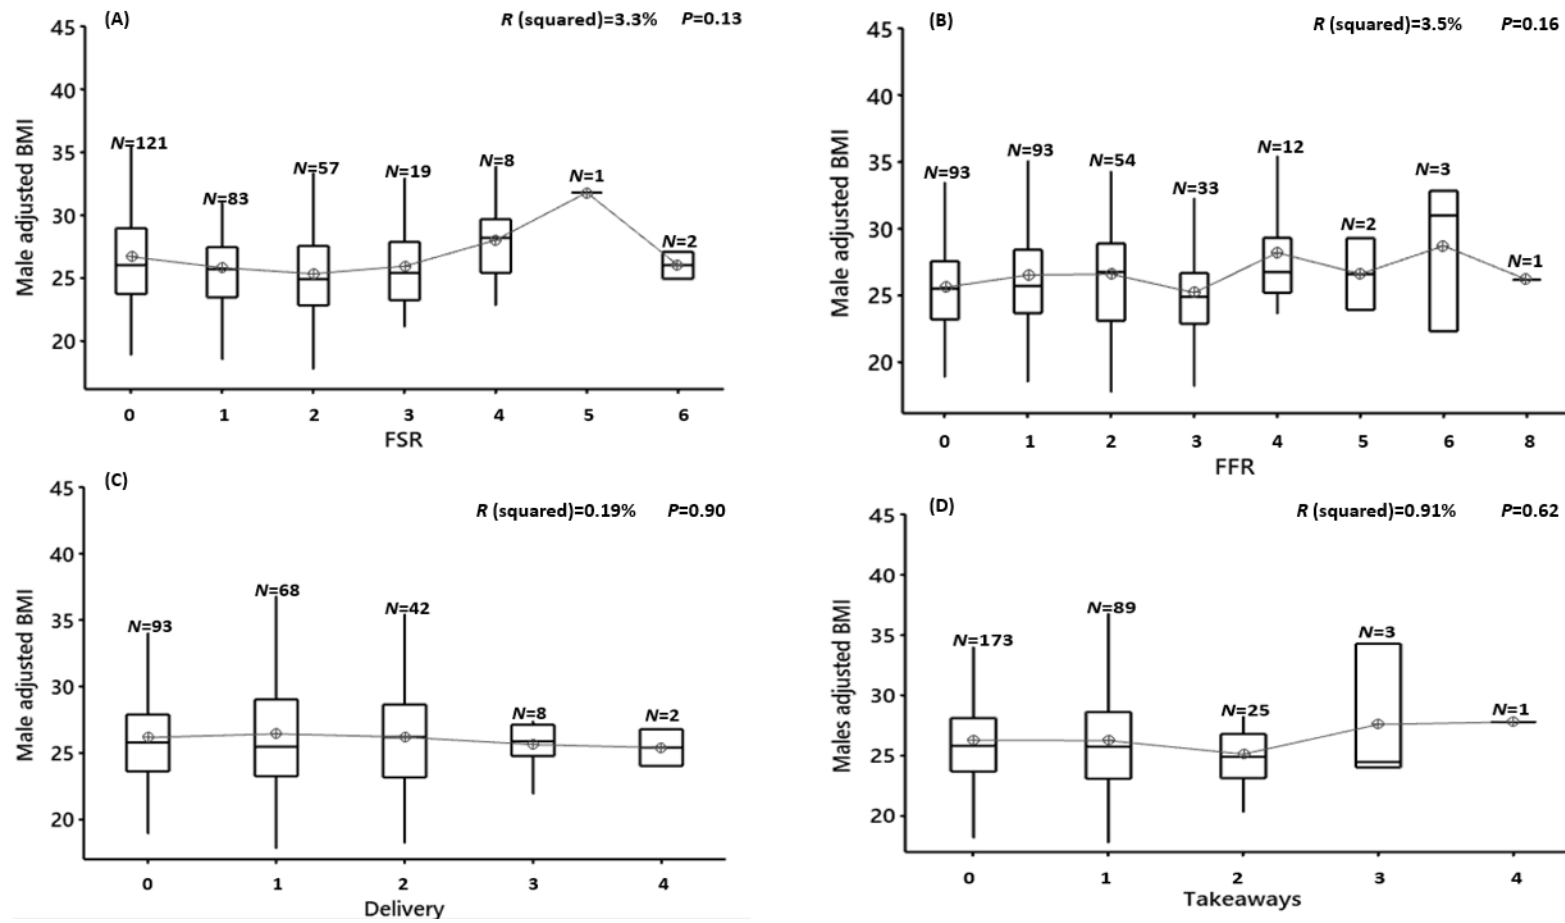 (A) R (squared)=3.3% P=0.13
45
40
35
30
25
20
Male adjusted BMI
N=121
N=83
N=57
N=19
N=8
N=1
N=2
0 1 2 3 4 5 6
FSR
(B) R (squared)=3.5% P=0.16
45
40
35
30
25
20
Male adjusted BMI
N=93
N=93
N=54
N=33
N=12
N=2
N=3
N=1
0 1 2 3 4 5 6 8
FFR
(C) R (squared)=0.19% P=0.90
45
40
35
30
25
20
Male adjusted BMI
N=93
N=68
N=42
N=8
N=2
0 1 2 3 4
Delivery
(D) R (squared)=0.91% P=0.62
45
40
35
30
25
20
Males adjusted BMI
N=173
N=89
N=25
N=3
N=1
0 1 2 3 4
Takeaways